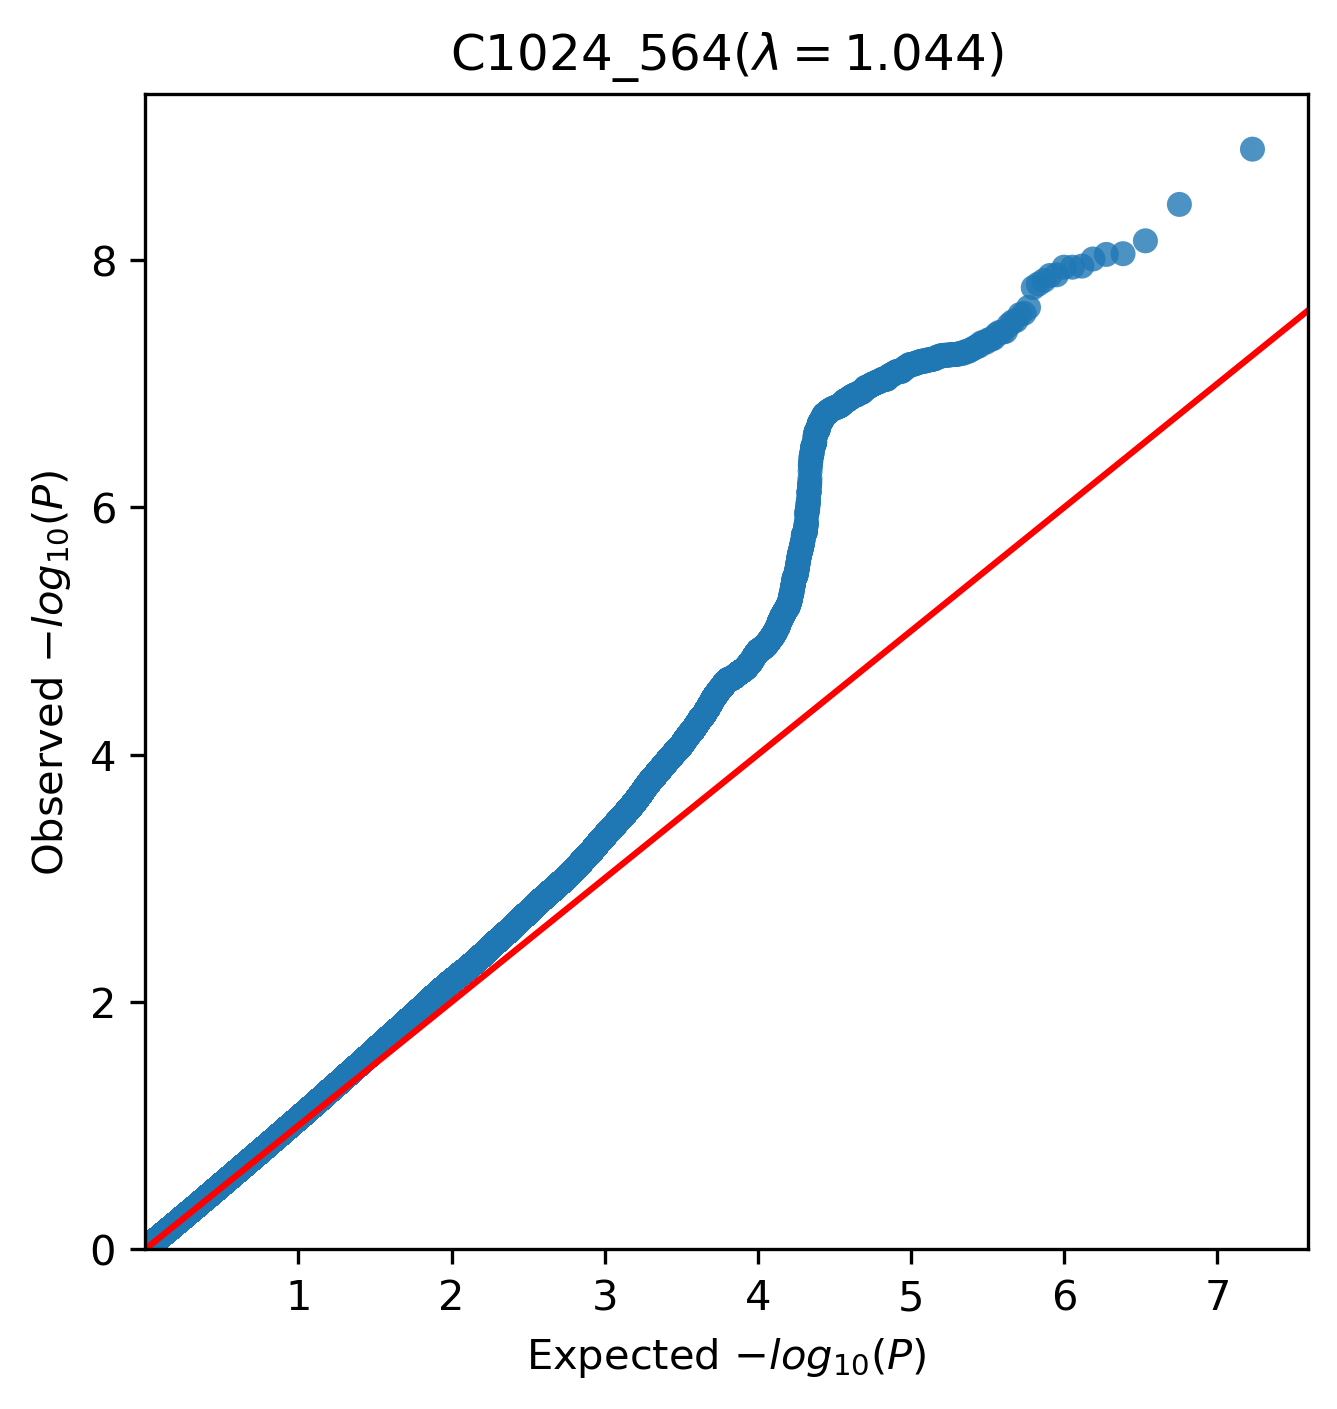 C1024_564(λ = 1.044)
Observed −log₁₀(P)
8
6
4
2
0
1 2 3 4 5 6 7
Expected −log₁₀(P)